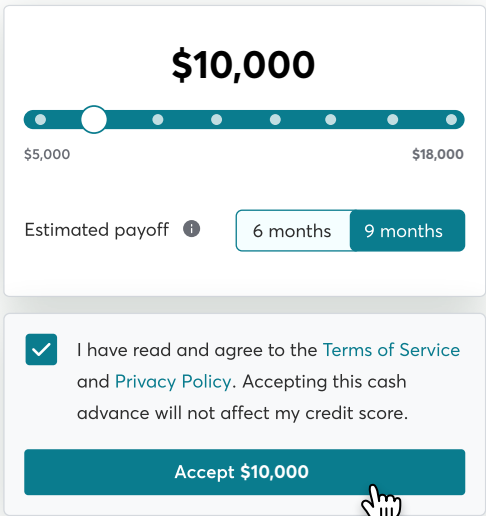 $10,000
$5,000
$18,000
Estimated payoff
6 months
9 months
I have read and agree to the Terms of Service
and Privacy Policy. Accepting this cash
advance will not affect my credit score.
Accept $10,000